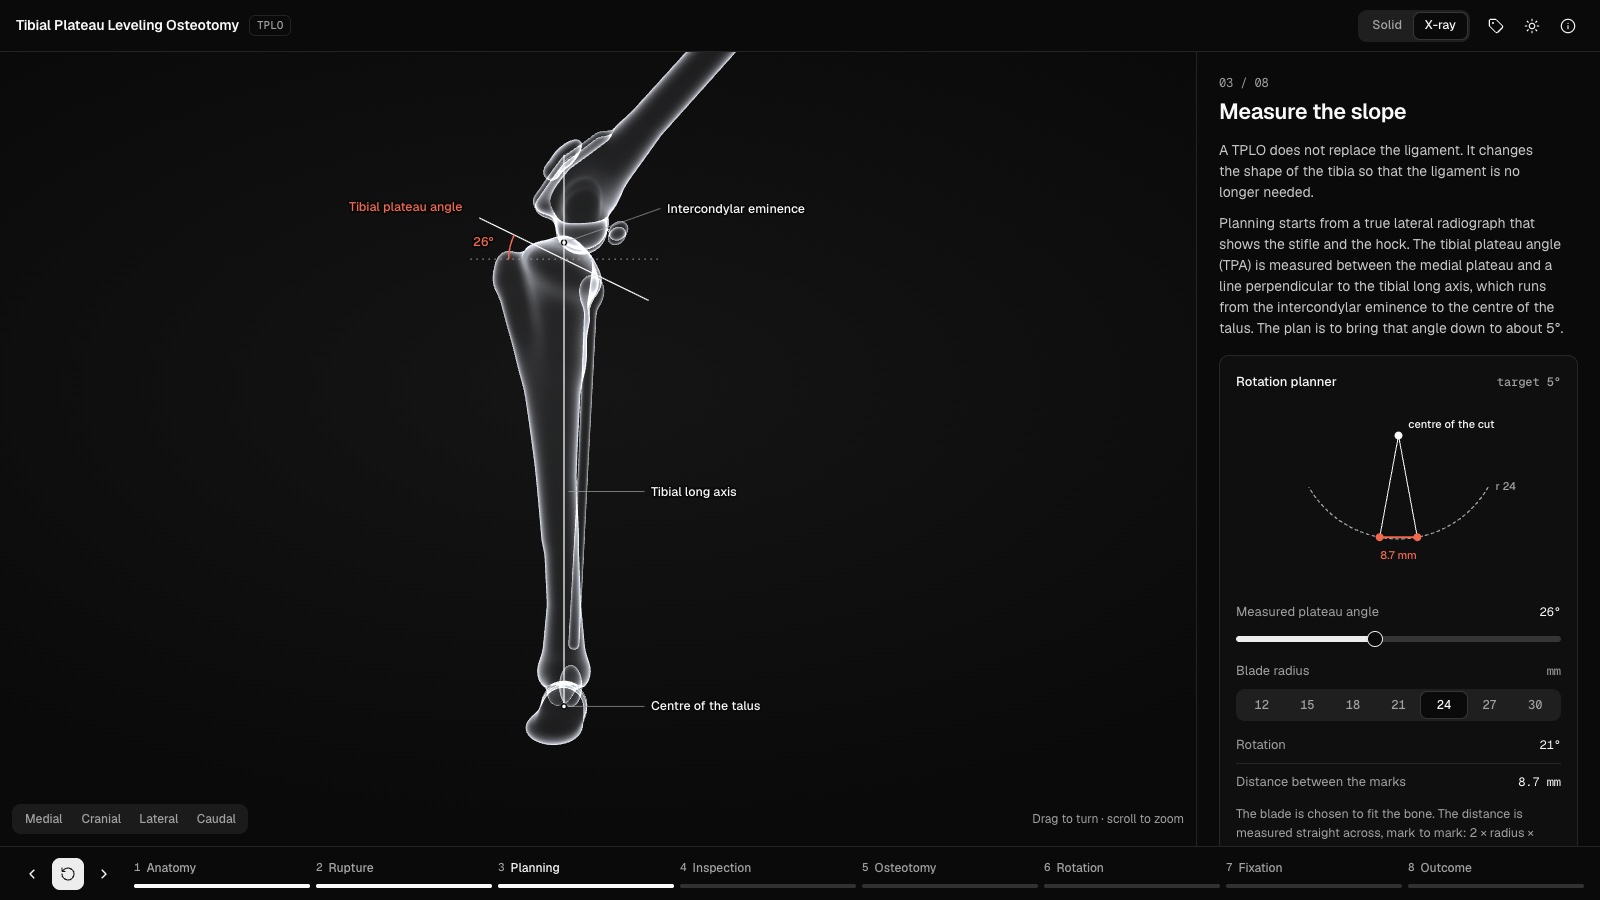 Tibial Plateau Leveling Osteotomy TPLO
Solid X-ray
03 / 08
Measure the slope
A TPLO does not replace the ligament. It changes
the shape of the tibia so that the ligament is no
longer needed.
Planning starts from a true lateral radiograph that
shows the stifle and the hock. The tibial plateau angle
(TPA) is measured between the medial plateau and a
line perpendicular to the tibial long axis, which runs
from the intercondylar eminence to the centre of the
talus. The plan is to bring that angle down to about 5°.
Tibial plateau angle
26°
Intercondylar eminence
Tibial long axis
Centre of the talus
Rotation planner target 5°
centre of the cut
r 24
8.7 mm
Measured plateau angle 26°
Blade radius mm
12 15 18 21 24 27 30
Rotation 21°
Distance between the marks 8.7 mm
The blade is chosen to fit the bone. The distance is
measured straight across, mark to mark: 2 × radius ×
Medial Cranial Lateral Caudal
Drag to turn · scroll to zoom
1 Anatomy
2 Rupture
3 Planning
4 Inspection
5 Osteotomy
6 Rotation
7 Fixation
8 Outcome